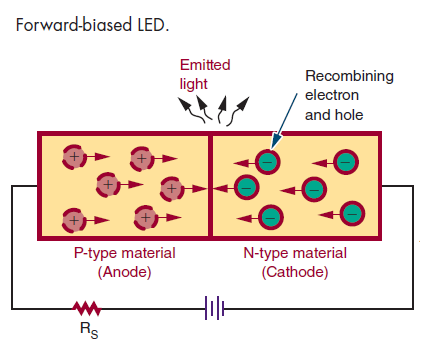 Forward-biased LED.
Emitted
light
Recombining
electron
and hole
+ + + + + +
− − − − − −
P-type material
(Anode)
N-type material
(Cathode)
RS